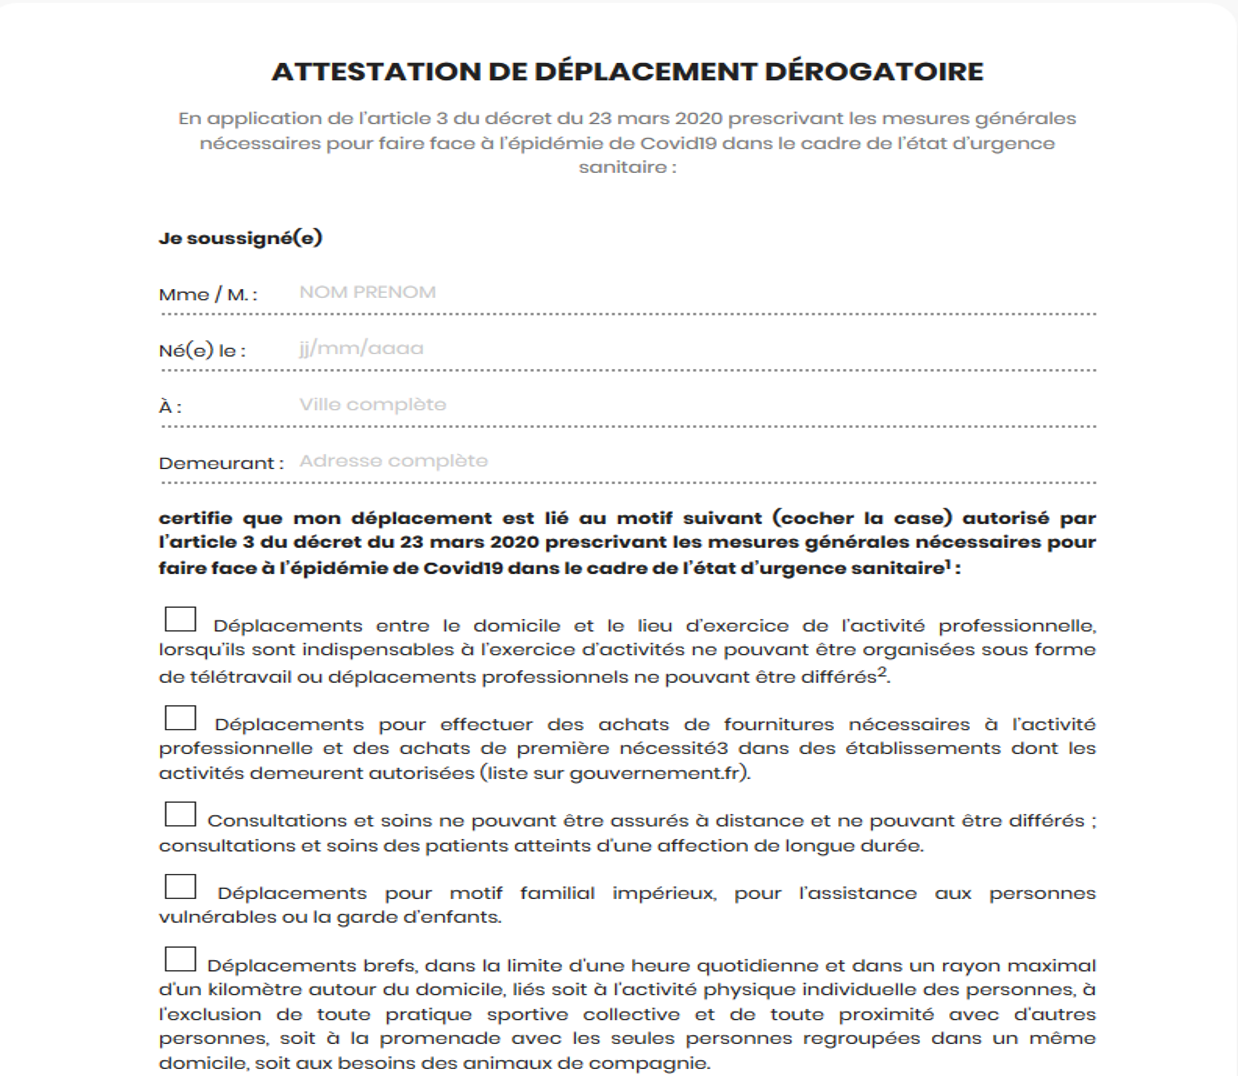 ATTESTATION DE DÉPLACEMENT DÉROGATOIRE
En application de l'article 3 du décret du 23 mars 2020 prescrivant les mesures générales
nécessaires pour faire face à l'épidémie de Covid19 dans le cadre de l'état d'urgence
sanitaire :
Je soussigné(e)
Mme / M. : NOM PRENOM
Né(e) le : jj/mm/aaaa
À : Ville complète
Demeurant : Adresse complète
certifie que mon déplacement est lié au motif suivant (cocher la case) autorisé par
l'article 3 du décret du 23 mars 2020 prescrivant les mesures générales nécessaires pour
faire face à l'épidémie de Covid19 dans le cadre de l'état d'urgence sanitaire¹ :
Déplacements entre le domicile et le lieu d'exercice de l'activité professionnelle,
lorsqu'ils sont indispensables à l'exercice d'activités ne pouvant être organisées sous forme
de télétravail ou déplacements professionnels ne pouvant être différés².
Déplacements pour effectuer des achats de fournitures nécessaires à l'activité
professionnelle et des achats de première nécessité3 dans des établissements dont les
activités demeurent autorisées (liste sur gouvernement.fr).
Consultations et soins ne pouvant être assurés à distance et ne pouvant être différés ;
consultations et soins des patients atteints d'une affection de longue durée.
Déplacements pour motif familial impérieux, pour l'assistance aux personnes
vulnérables ou la garde d'enfants.
Déplacements brefs, dans la limite d'une heure quotidienne et dans un rayon maximal
d'un kilomètre autour du domicile, liés soit à l'activité physique individuelle des personnes, à
l'exclusion de toute pratique sportive collective et de toute proximité avec d'autres
personnes, soit à la promenade avec les seules personnes regroupées dans un même
domicile, soit aux besoins des animaux de compagnie.